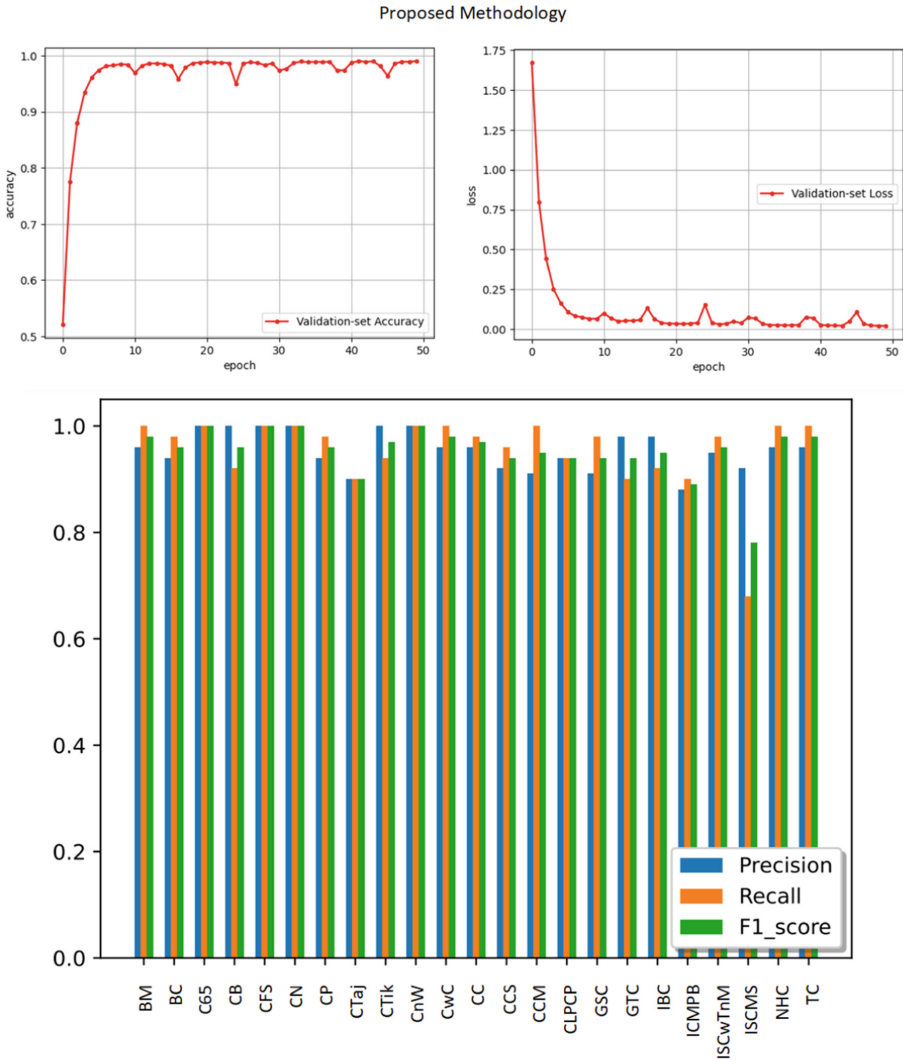 Proposed Methodology
1.0
0.9
0.8
0.7
0.6
0.5
accuracy
Validation-set Accuracy
0 10 20 30 40 50
epoch
1.75
1.50
1.25
1.00
0.75
0.50
0.25
0.00
loss
Validation-set Loss
0 10 20 30 40 50
epoch
1.0
0.8
0.6
0.4
0.2
0.0
Precision
Recall
F1_score
BM BC C65 CB CFS CN CP CTaj CTik CnW CwC CC CCS CCM CLPCP GSC GTC IBC ICMPB ISCwTnM ISCMS NHC TC